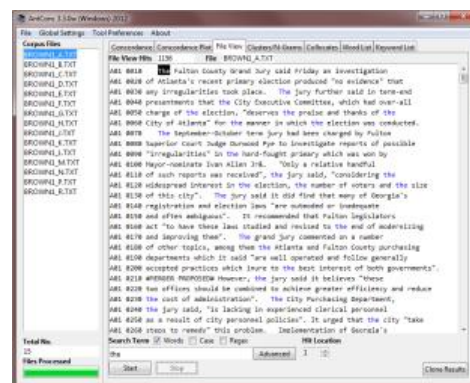 AntConc 3.3.0w (Windows) 2012
File Global Settings Tool Preferences About
Corpus Files
BROWN1_A.TXT
BROWN1_B.TXT
BROWN1_C.TXT
BROWN1_D.TXT
BROWN1_E.TXT
BROWN1_F.TXT
BROWN1_G.TXT
BROWN1_H.TXT
BROWN1_J.TXT
BROWN1_K.TXT
BROWN1_L.TXT
BROWN1_M.TXT
BROWN1_N.TXT
BROWN1_P.TXT
BROWN1_R.TXT
Total No.
15
Files Processed
Concordance Concordance Plot File View Clusters/N-Grams Collocates Word List Keyword List
File View Hits File BROWN1_A.TXT
A01 0010 The Fulton County Grand Jury said Friday an investigation
A01 0020 of Atlanta's recent primary election produced "no evidence" that
A01 0030 any irregularities took place. The jury further said in term-end
A01 0040 presentments that the City Executive Committee, which had over-all
A01 0050 charge of the election, "deserves the praise and thanks of the
A01 0060 City of Atlanta" for the manner in which the election was conducted.
A01 0070 The September-October term jury had been charged by Fulton
A01 0080 Superior Court Judge Durwood Pye to investigate reports of possible
A01 0090 "irregularities" in the hard-fought primary which was won by
A01 0100 Mayor-nominate Ivan Allen Jr&. "Only a relative handful
A01 0110 of such reports was received", the jury said, "considering the
A01 0120 widespread interest in the election, the number of voters and the size
A01 0130 of this city". The jury said it did find that many of Georgia's
A01 0140 registration and election laws "are outmoded or inadequate
A01 0150 and often ambiguous". It recommended that Fulton legislators
A01 0160 act "to have these laws studied and revised to the end of modernizing
A01 0170 and improving them". The grand jury commented on a number
A01 0180 of other topics, among them the Atlanta and Fulton County purchasing
A01 0190 departments which it said "are well operated and follow generally
A01 0200 accepted practices which inure to the best interest of both governments".
A01 0210 #MERGER PROPOSED# However, the jury said it believes "these
A01 0220 two offices should be combined to achieve greater efficiency and reduce
A01 0230 the cost of administration". The City Purchasing Department,
A01 0240 the jury said, "is lacking in experienced clerical personnel
A01 0250 as a result of city personnel policies". It urged that the city "take
A01 0260 steps to remedy" this problem. Implementation of Georgia's
Search Term Words Case Regex Hit Location
the Advanced 1
Start Stop Clone Results